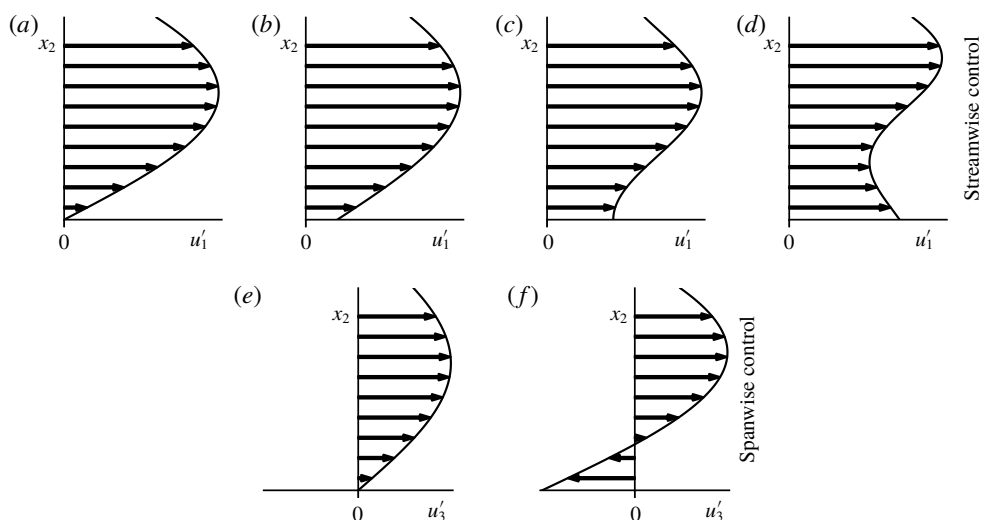 (a) (b) (c) (d)
x₂ x₂ x₂ x₂
Streamwise control
0 u′₁ 0 u′₁ 0 u′₁ 0 u′₁
(e) (f)
x₂ x₂
Spanwise control
0 u′₃ 0 u′₃